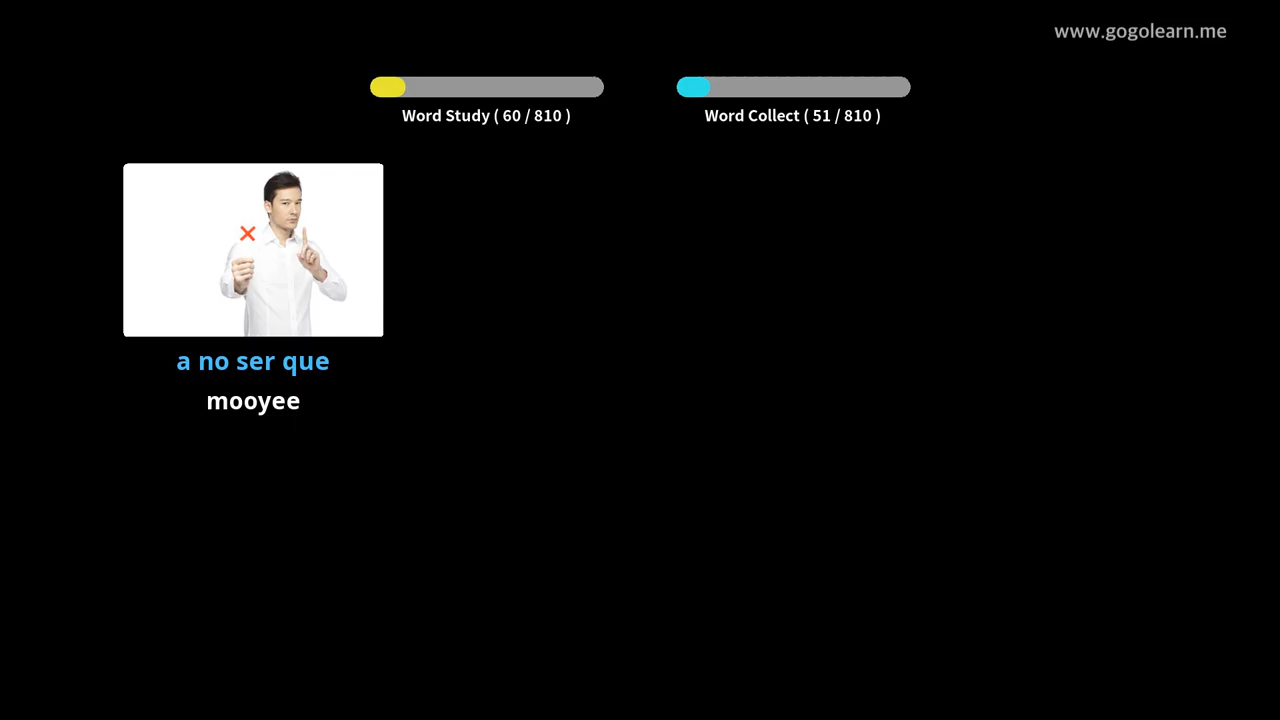 www.gogolearn.me
Word Study ( 60 / 810 )
Word Collect ( 51 / 810 )
a no ser que
mooyee